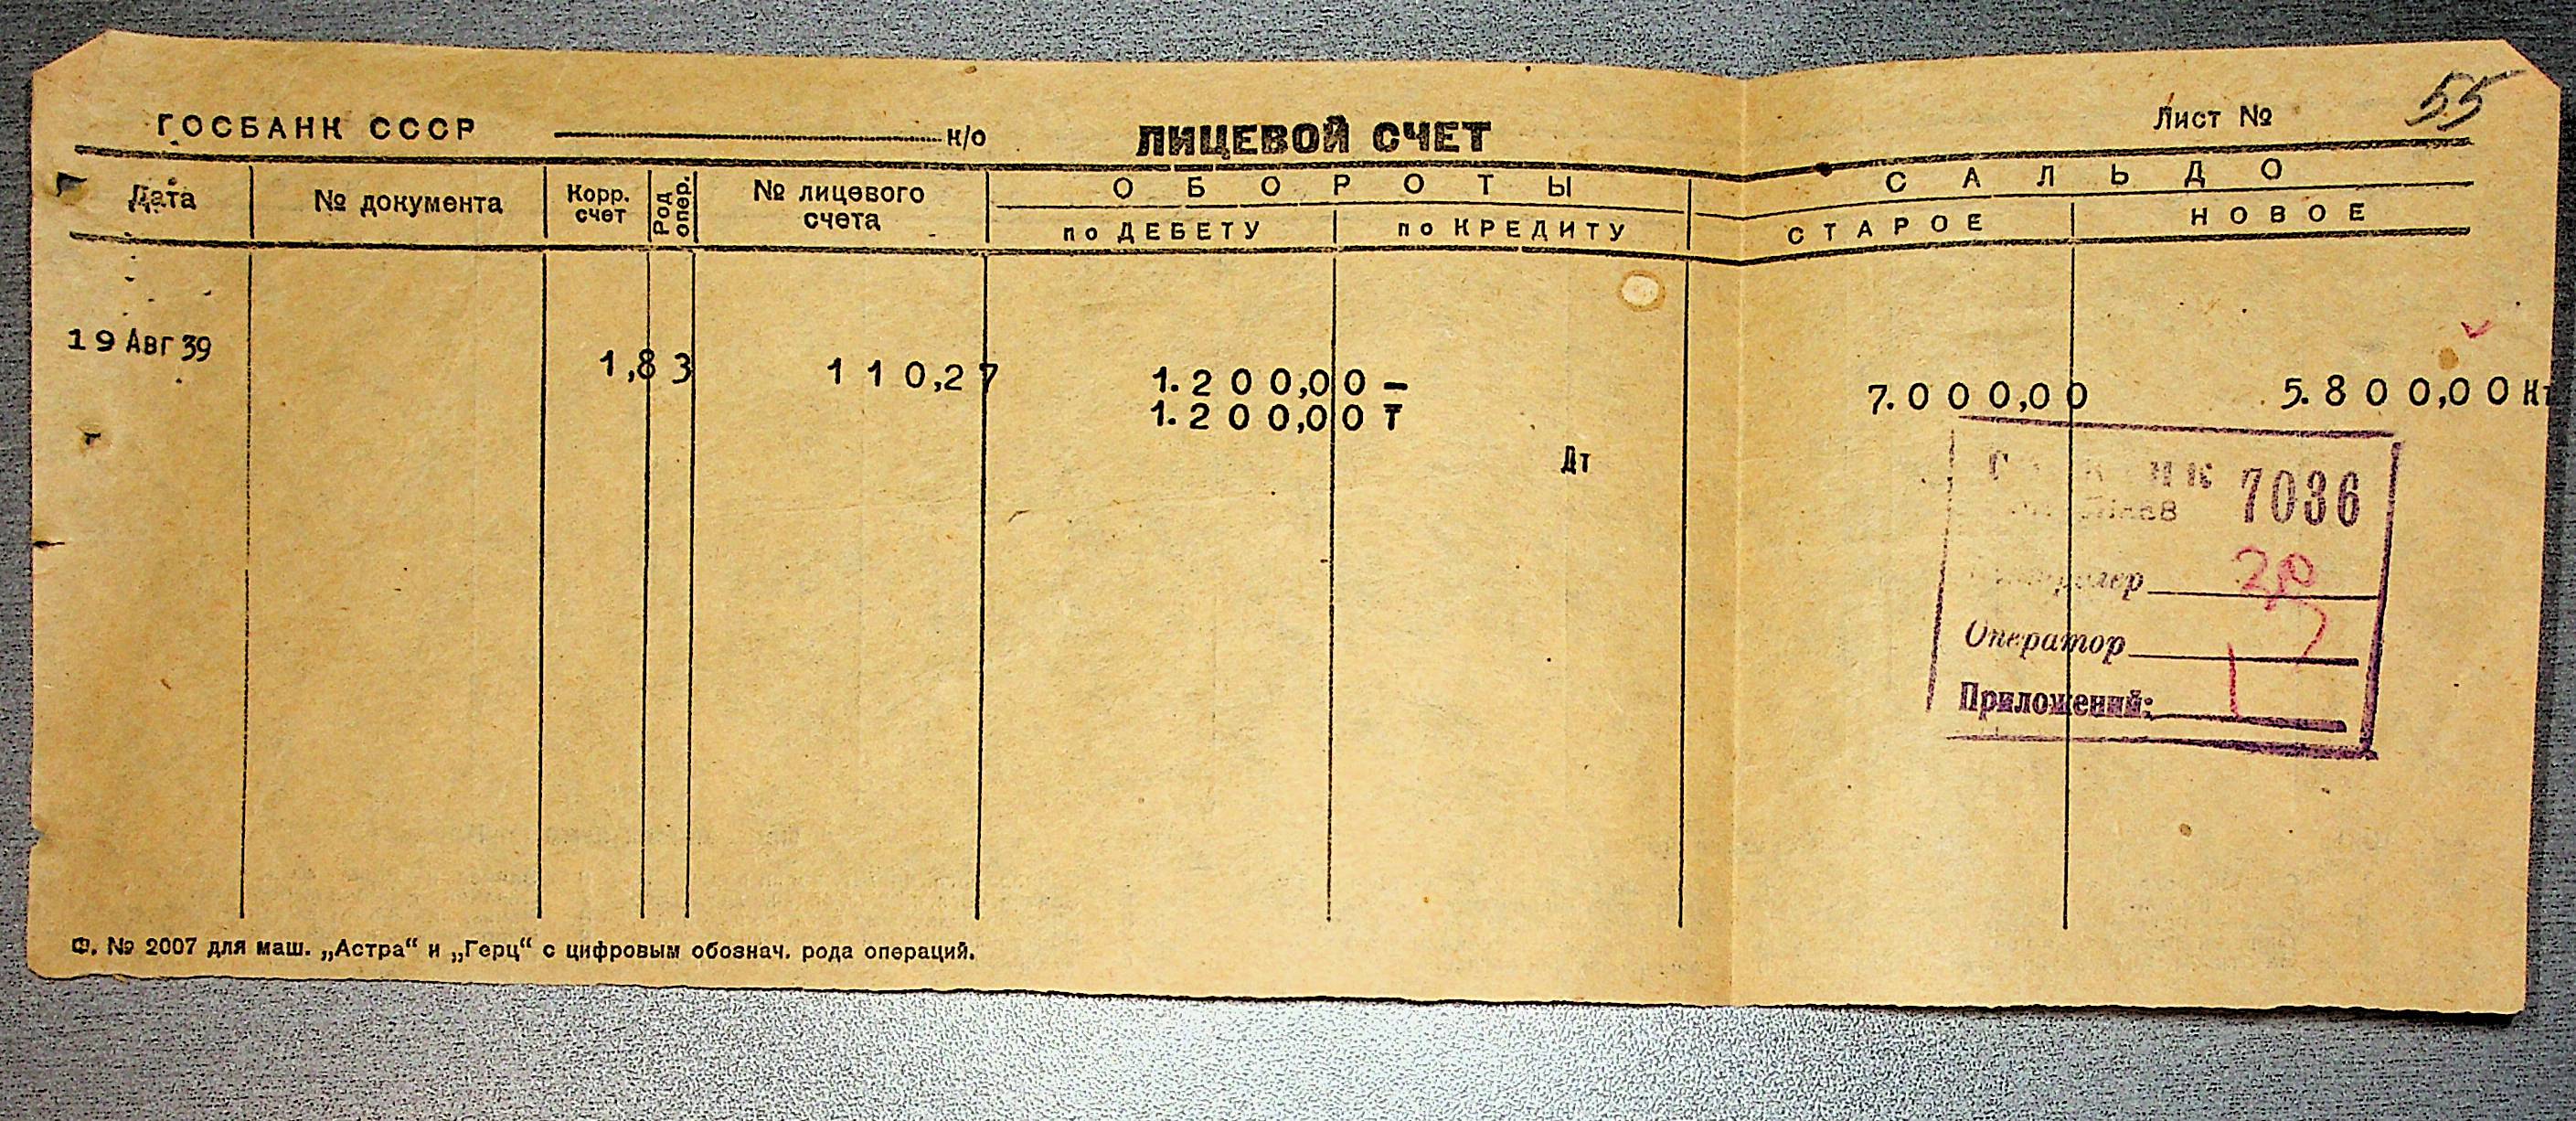 ГОСБАНК СССР к/о ЛИЦЕВОЙ СЧЕТ Лист № 55
Дата № документа Корр. счет Род опер. № лицевого счета ОБОРОТЫ САЛЬДО
по ДЕБЕТУ по КРЕДИТУ СТАРОЕ НОВОЕ
19 Авг 39
1,83 110,27 1.200,00 – 7.000,00 5.800,00 Кт
1.200,00 T
Дт
7036
Оператор
Приложений: 1
Ф. № 2007 для маш. „Астра“ и „Герц“ с цифровым обознач. рода операций.